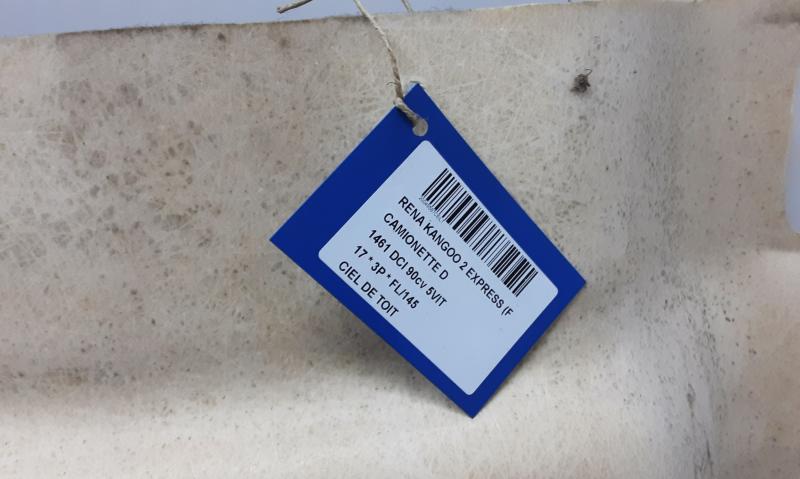 RENA KANGOO 2 EXPRESS (F
CAMIONETTE D
1461 DCI 90cv 5VIT
17 * 3P * FL/145
CIEL DE TOIT